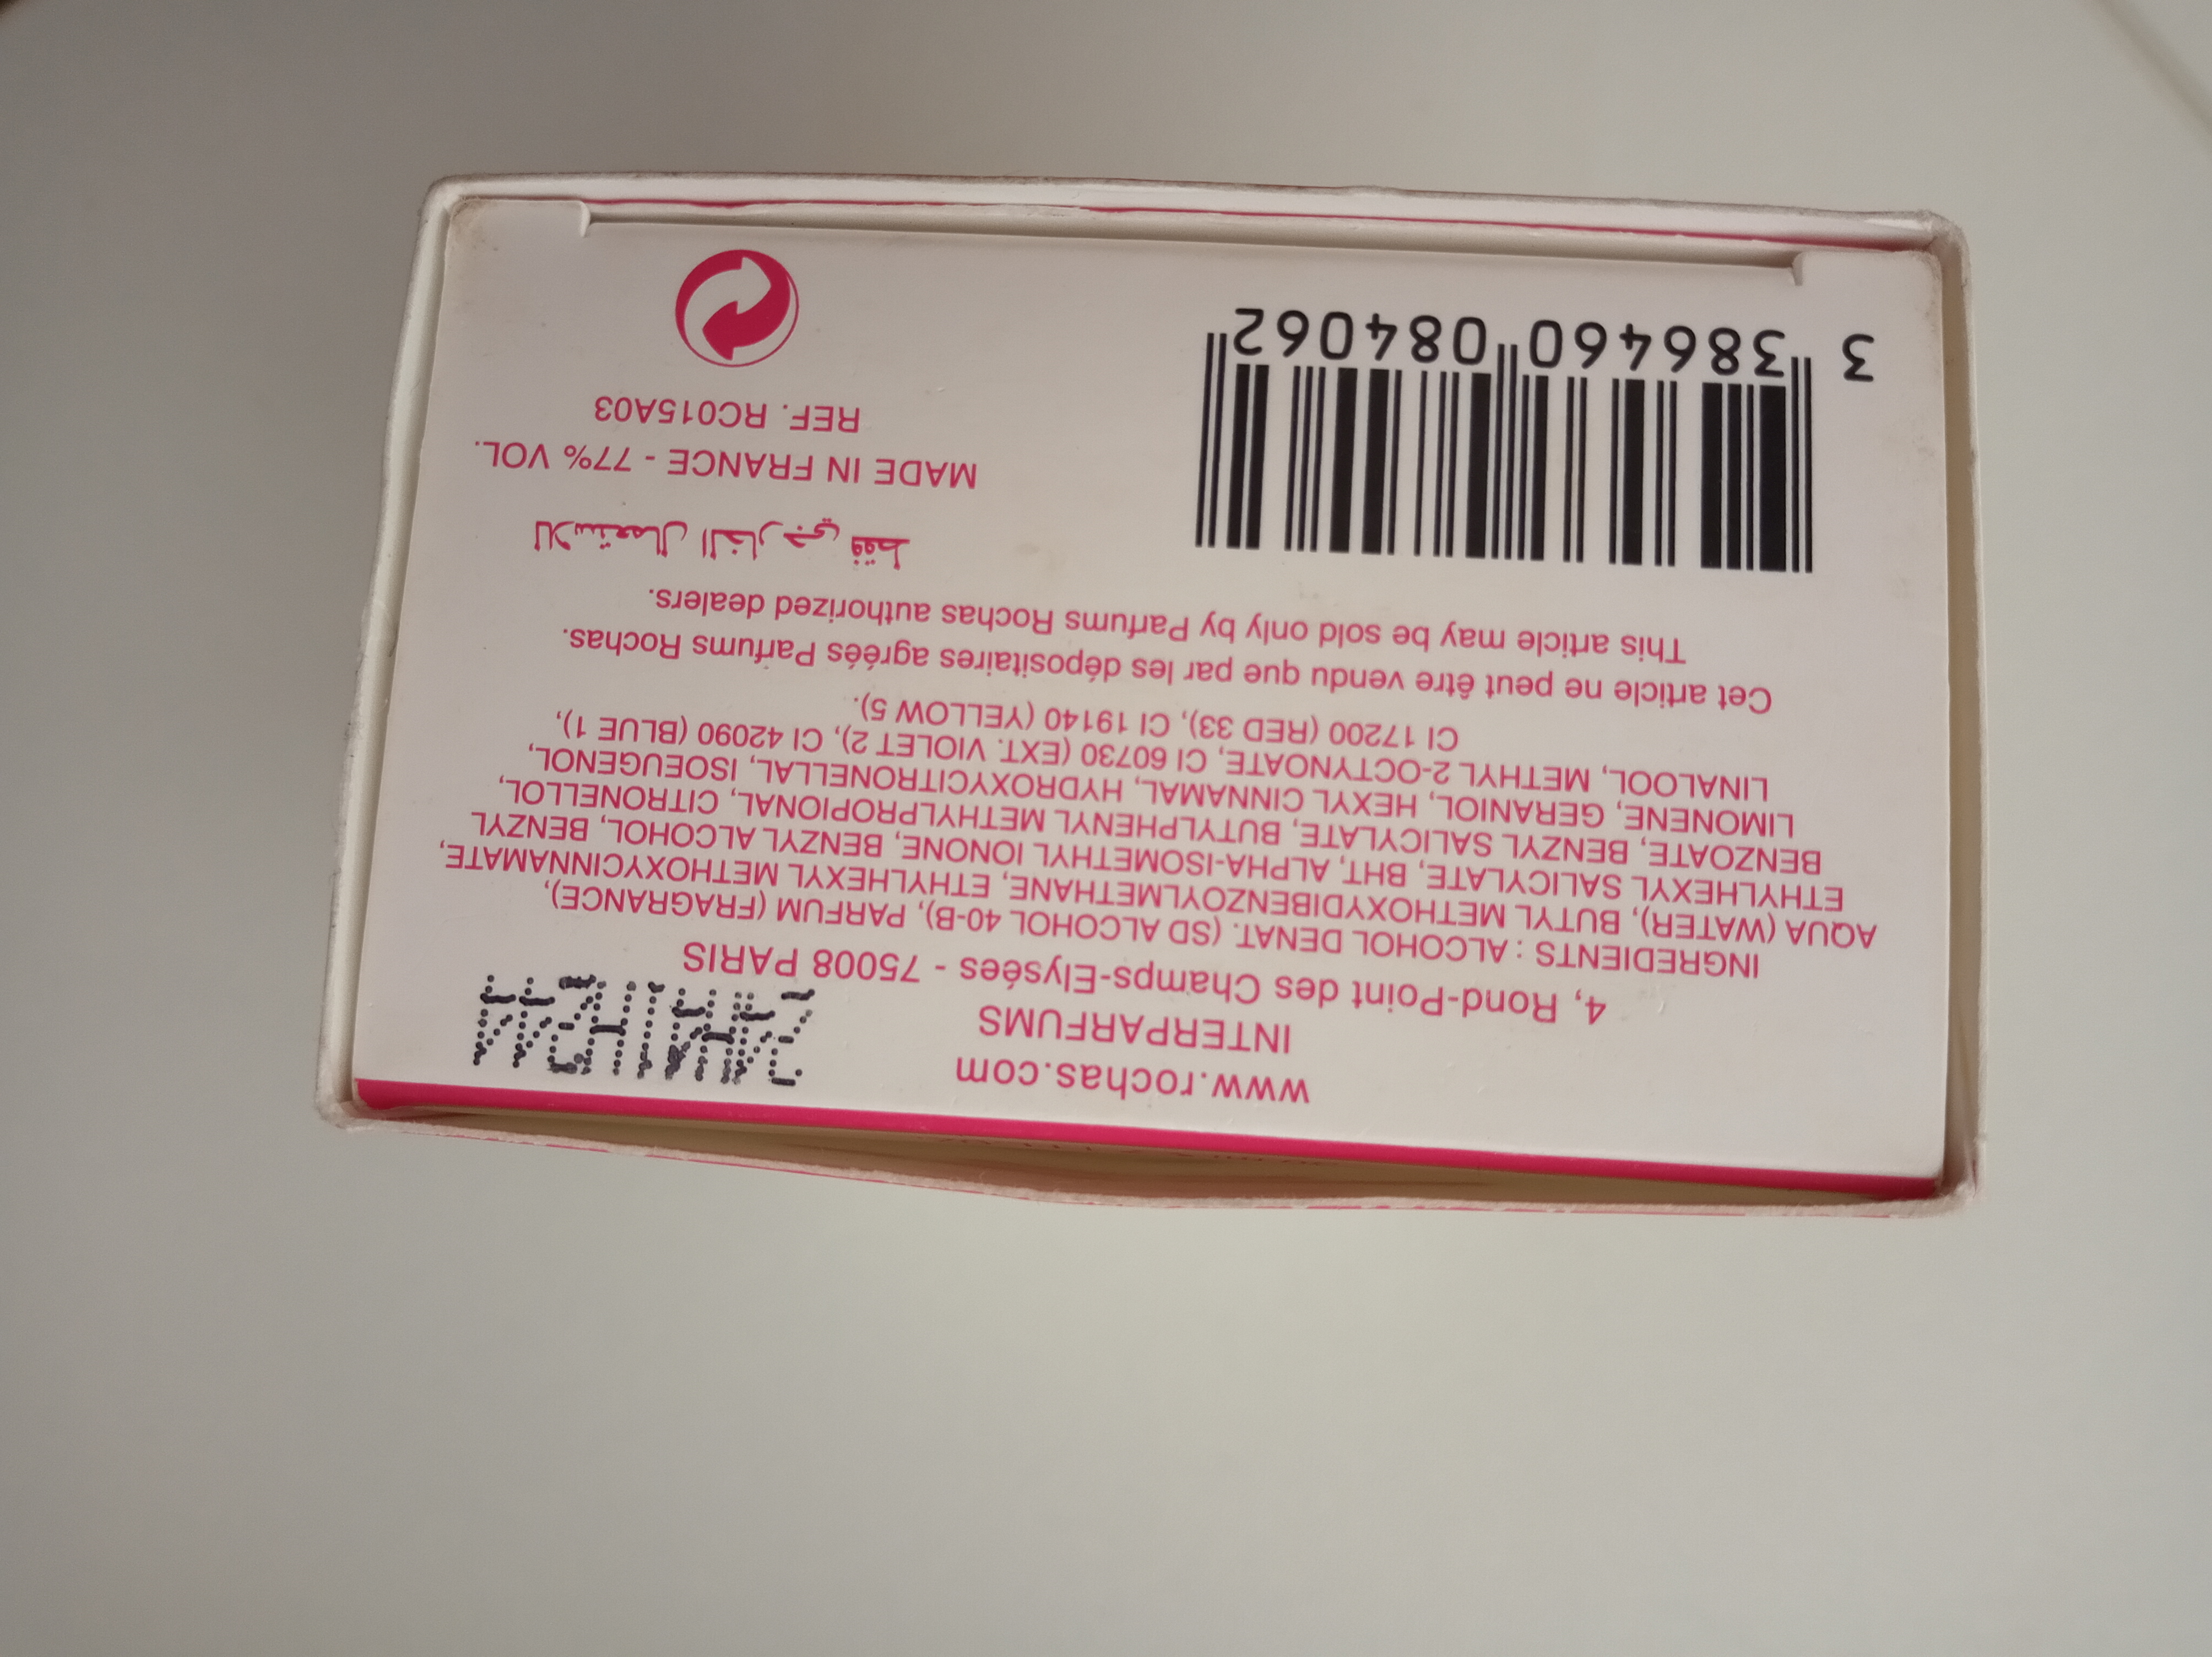 www.rochas.com
INTERPARFUMS
4, Rond-Point des Champs-Elysées - 75008 PARIS
INGREDIENTS : ALCOHOL DENAT. (SD ALCOHOL 40-B), PARFUM (FRAGRANCE),
AQUA (WATER), BUTYL METHOXYDIBENZOYLMETHANE, ETHYLHEXYL METHOXYCINNAMATE,
ETHYLHEXYL SALICYLATE, BHT, ALPHA-ISOMETHYL IONONE, BENZYL ALCOHOL, BENZYL
BENZOATE, BENZYL SALICYLATE, BUTYLPHENYL METHYLPROPIONAL, CITRONELLOL,
LIMONENE, GERANIOL, HEXYL CINNAMAL, HYDROXYCITRONELLAL, ISOEUGENOL,
LINALOOL, METHYL 2-OCTYNOATE, CI 60730 (EXT. VIOLET 2), CI 42090 (BLUE 1),
CI 17200 (RED 33), CI 19140 (YELLOW 5).
Cet article ne peut être vendu que par les dépositaires agréés Parfums Rochas.
This article may be sold only by Parfums Rochas authorized dealers.
للاستعمال الخارجي فقط
MADE IN FRANCE - 77% VOL.
REF. RC015A03
3 386460 084062